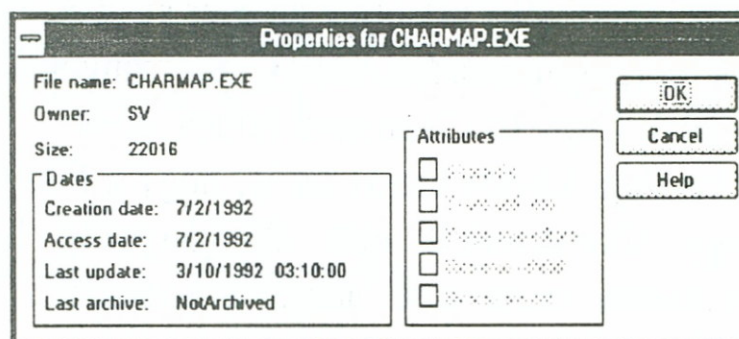 Properties for CHARMAP.EXE
File name: CHARMAP.EXE
Owner: SV
Size: 22016
Dates
Creation date: 7/2/1992
Access date: 7/2/1992
Last update: 3/10/1992 03:10:00
Last archive: NotArchived
Attributes
OK
Cancel
Help